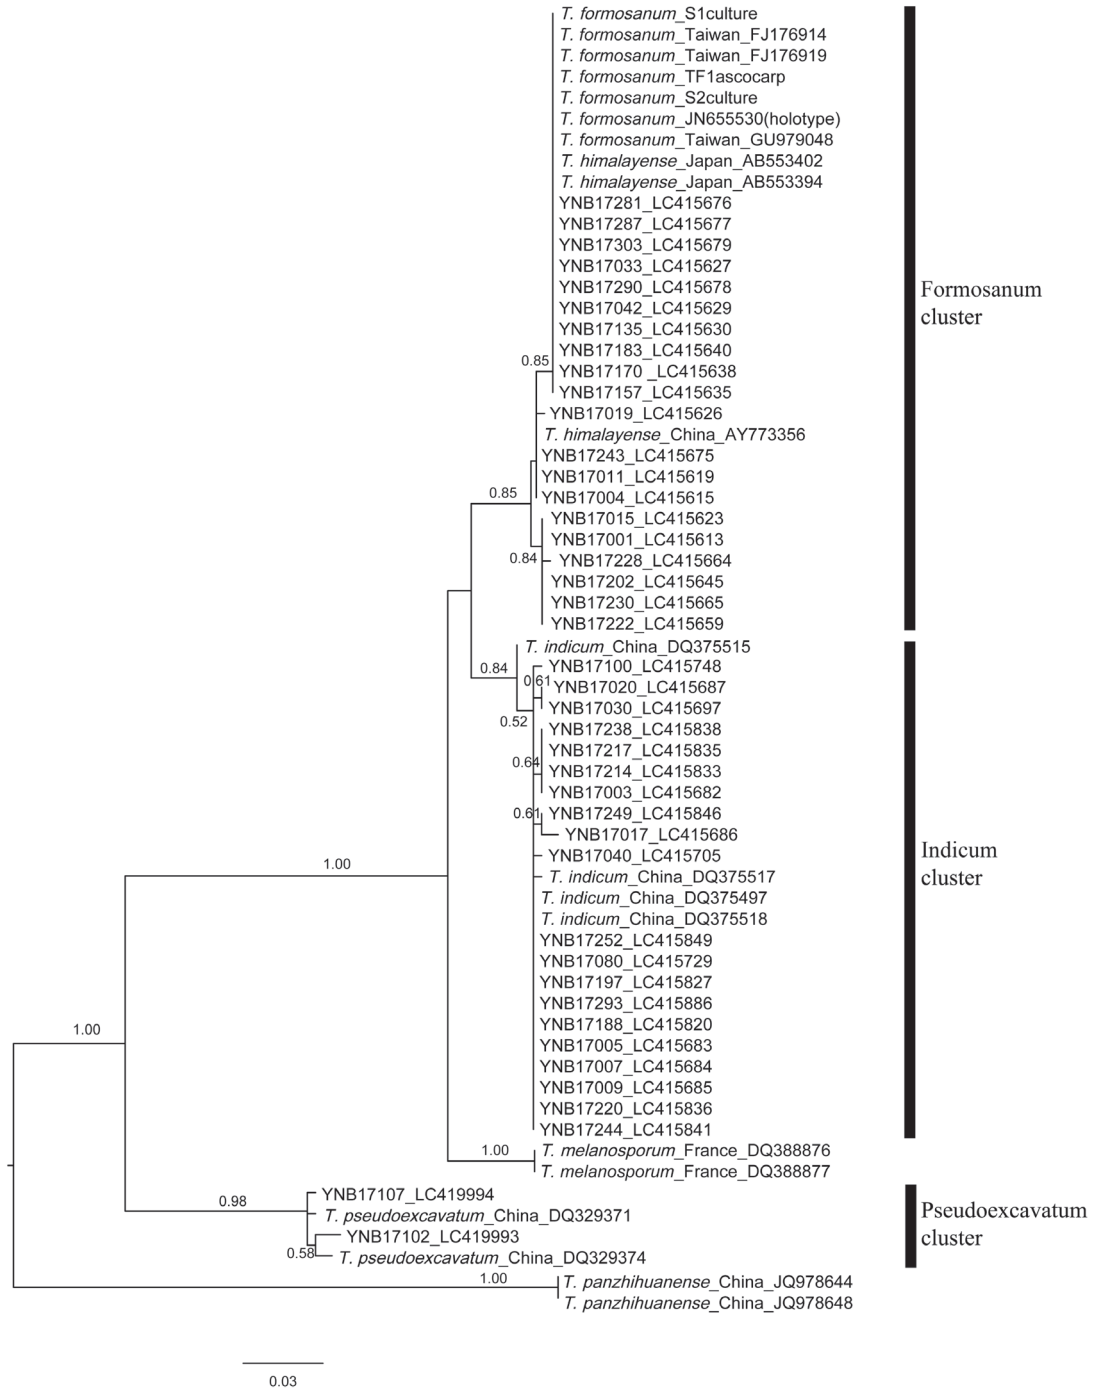 T. formosanum_S1culture
T. formosanum_Taiwan_FJ176914
T. formosanum_Taiwan_FJ176919
T. formosanum_TF1ascocarp
T. formosanum_S2culture
T. formosanum_JN655530(holotype)
T. formosanum_Taiwan_GU979048
T. himalayense_Japan_AB553402
T. himalayense_Japan_AB553394
YNB17281_LC415676
YNB17287_LC415677
YNB17303_LC415679
YNB17033_LC415627
YNB17290_LC415678
YNB17042_LC415629
YNB17135_LC415630
YNB17183_LC415640
YNB17170 _LC415638
YNB17157_LC415635
YNB17019_LC415626
T. himalayense_China_AY773356
YNB17243_LC415675
YNB17011_LC415619
YNB17004_LC415615
YNB17015_LC415623
YNB17001_LC415613
YNB17228_LC415664
YNB17202_LC415645
YNB17230_LC415665
YNB17222_LC415659
Formosanum
cluster
0.85
0.85
0.84
T. indicum_China_DQ375515
YNB17100_LC415748
YNB17020_LC415687
YNB17030_LC415697
YNB17238_LC415838
YNB17217_LC415835
YNB17214_LC415833
YNB17003_LC415682
YNB17249_LC415846
YNB17017_LC415686
YNB17040_LC415705
T. indicum_China_DQ375517
T. indicum_China_DQ375497
T. indicum_China_DQ375518
YNB17252_LC415849
YNB17080_LC415729
YNB17197_LC415827
YNB17293_LC415886
YNB17188_LC415820
YNB17005_LC415683
YNB17007_LC415684
YNB17009_LC415685
YNB17220_LC415836
YNB17244_LC415841
Indicum
cluster
0.84
0.61
0.52
0.64
0.61
1.00
1.00
T. melanosporum_France_DQ388876
T. melanosporum_France_DQ388877
1.00
YNB17107_LC419994
T. pseudoexcavatum_China_DQ329371
YNB17102_LC419993
T. pseudoexcavatum_China_DQ329374
Pseudoexcavatum
cluster
0.98
0.58
1.00
T. panzhihuanense_China_JQ978644
T. panzhihuanense_China_JQ978648
0.03